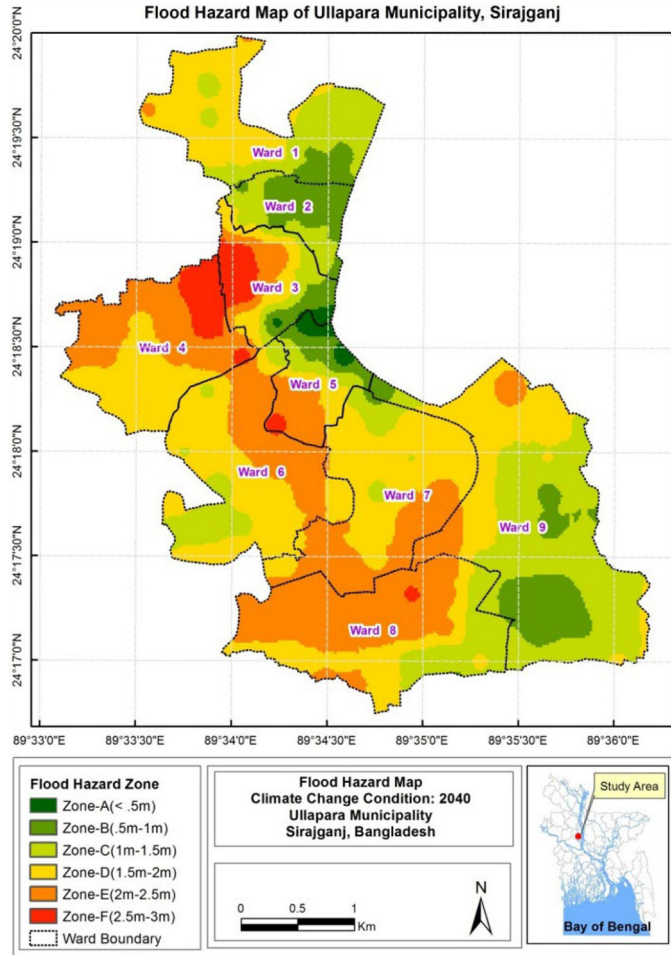 Flood Hazard Map of Ullapara Municipality, Sirajganj
24°20'0"N
24°19'30"N
24°19'0"N
24°18'30"N
24°18'0"N
24°17'30"N
24°17'0"N
Ward 1
Ward 2
Ward 3
Ward 4
Ward 5
Ward 6
Ward 7
Ward 9
Ward 8
89°33'0"E
89°33'30"E
89°34'0"E
89°34'30"E
89°35'0"E
89°35'30"E
89°36'0"E
Flood Hazard Zone
Zone-A(< .5m)
Zone-B(.5m-1m)
Zone-C(1m-1.5m)
Zone-D(1.5m-2m)
Zone-E(2m-2.5m)
Zone-F(2.5m-3m)
Ward Boundary
Flood Hazard Map
Climate Change Condition: 2040
Ullapara Municipality
Sirajganj, Bangladesh
0 0.5 1
Km
N
Study Area
Bay of Bengal